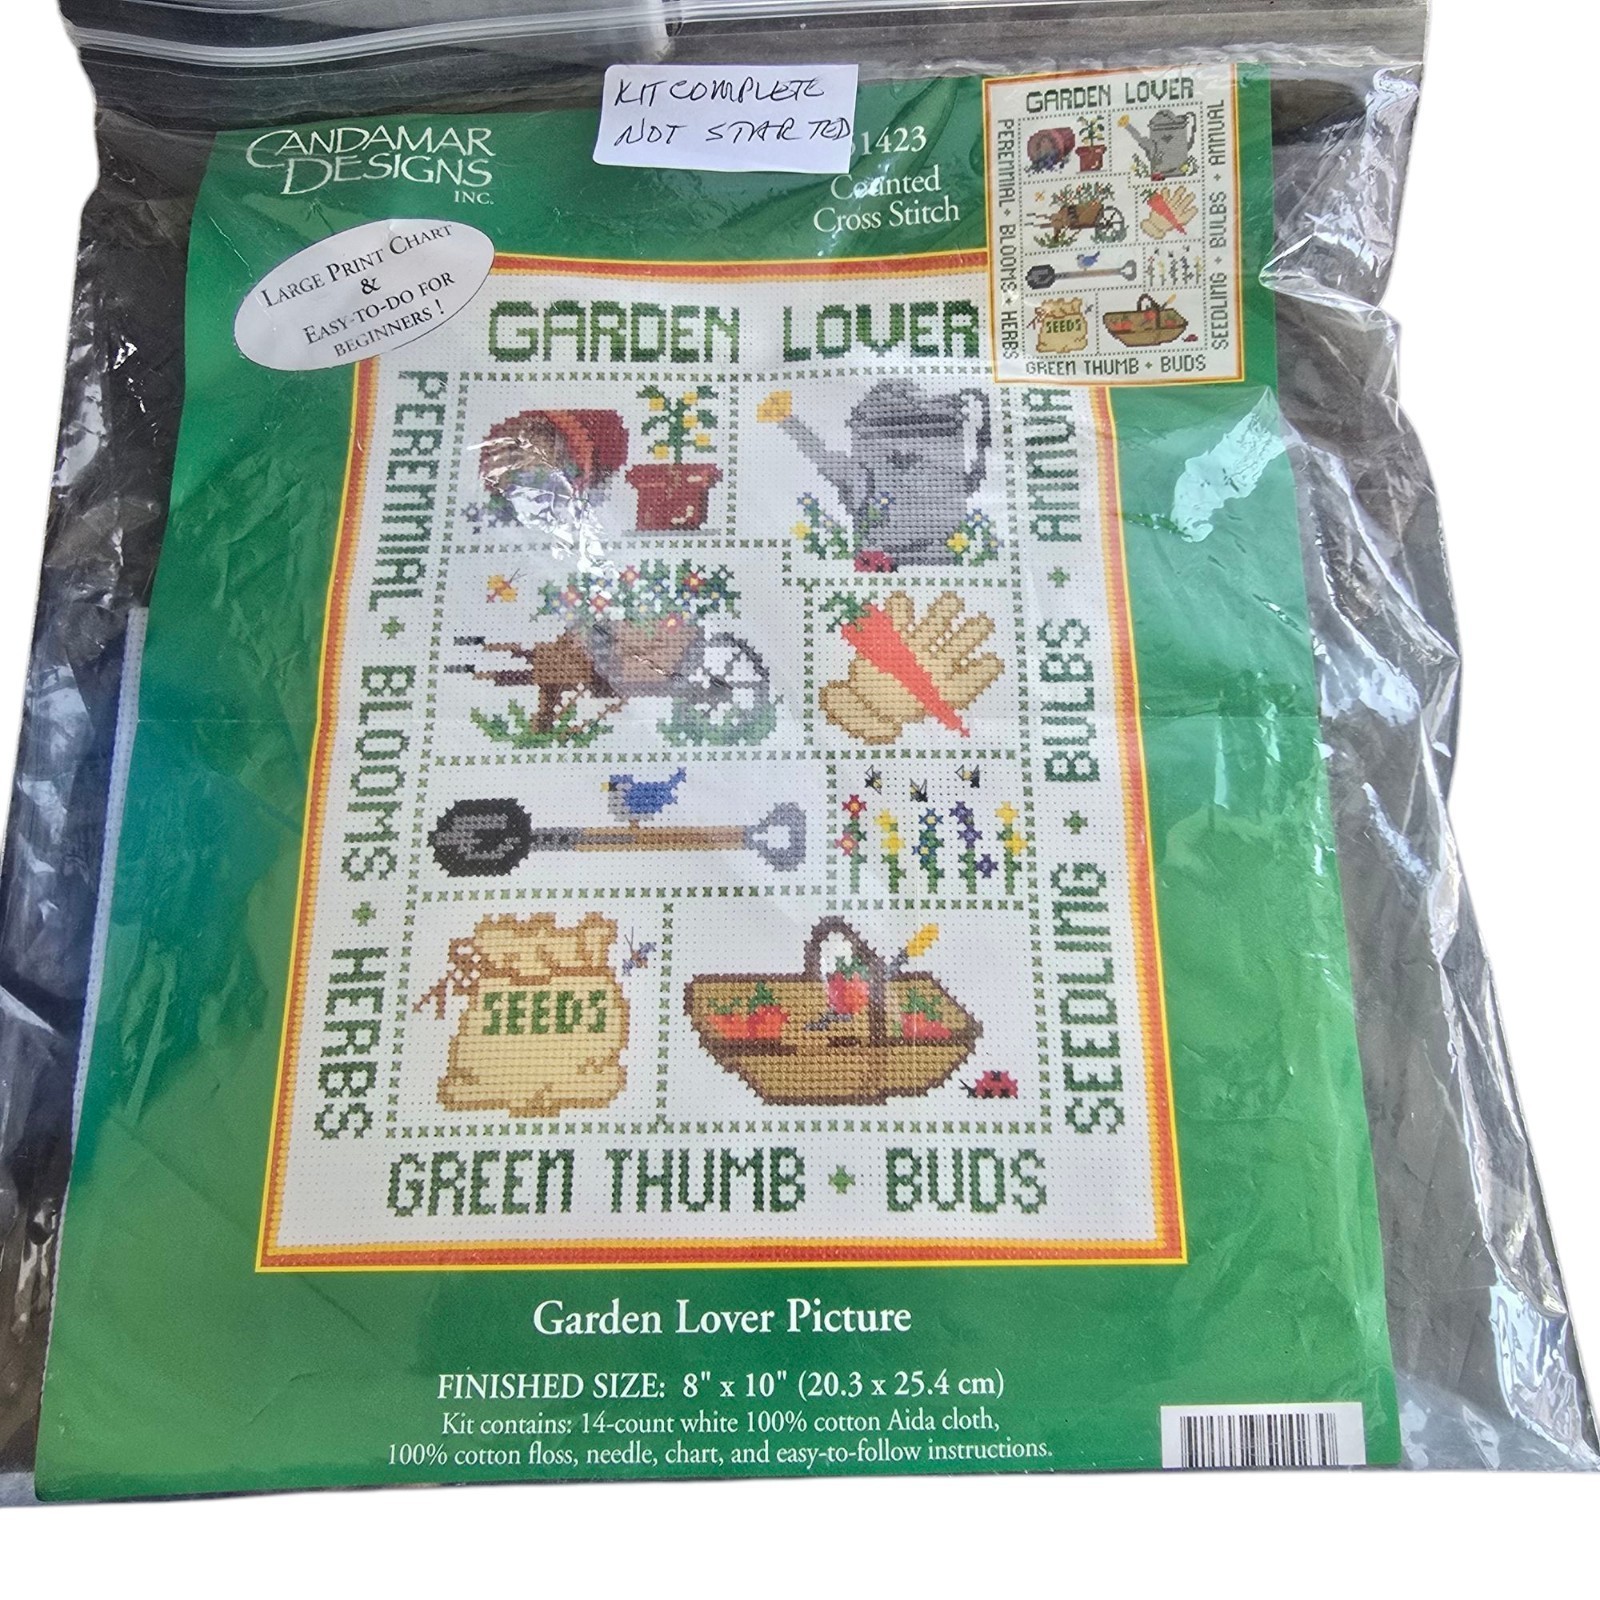 KIT COMPLETE
NOT STARTED
CANDAMAR
DESIGNS
INC.
1423
Counted
Cross Stitch
LARGE PRINT CHART
&
EASY-TO-DO FOR
BEGINNERS !
GARDEN LOVER
PERENNIAL + BLOOMS + HERBS
ANNUAL + BULBS + SEEDLING
SEEDS
GREEN THUMB + BUDS
GARDEN LOVER
PERENNIAL + BLOOMS + HERBS
ANNUAL + BULBS + SEEDLING
SEEDS
GREEN THUMB + BUDS
Garden Lover Picture
FINISHED SIZE: 8" x 10" (20.3 x 25.4 cm)
Kit contains: 14-count white 100% cotton Aida cloth,
100% cotton floss, needle, chart, and easy-to-follow instructions.